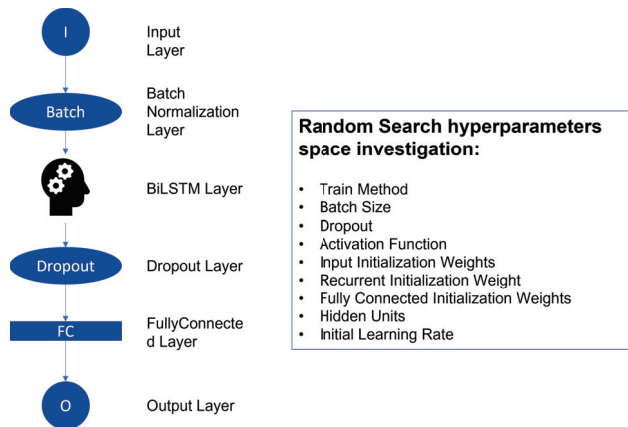 I
Input
Layer
Batch
Batch
Normalization
Layer
BiLSTM Layer
Dropout
Dropout Layer
FC
FullyConnecte
d Layer
O
Output Layer
Random Search hyperparameters
space investigation:
• Train Method
• Batch Size
• Dropout
• Activation Function
• Input Initialization Weights
• Recurrent Initialization Weight
• Fully Connected Initialization Weights
• Hidden Units
• Initial Learning Rate